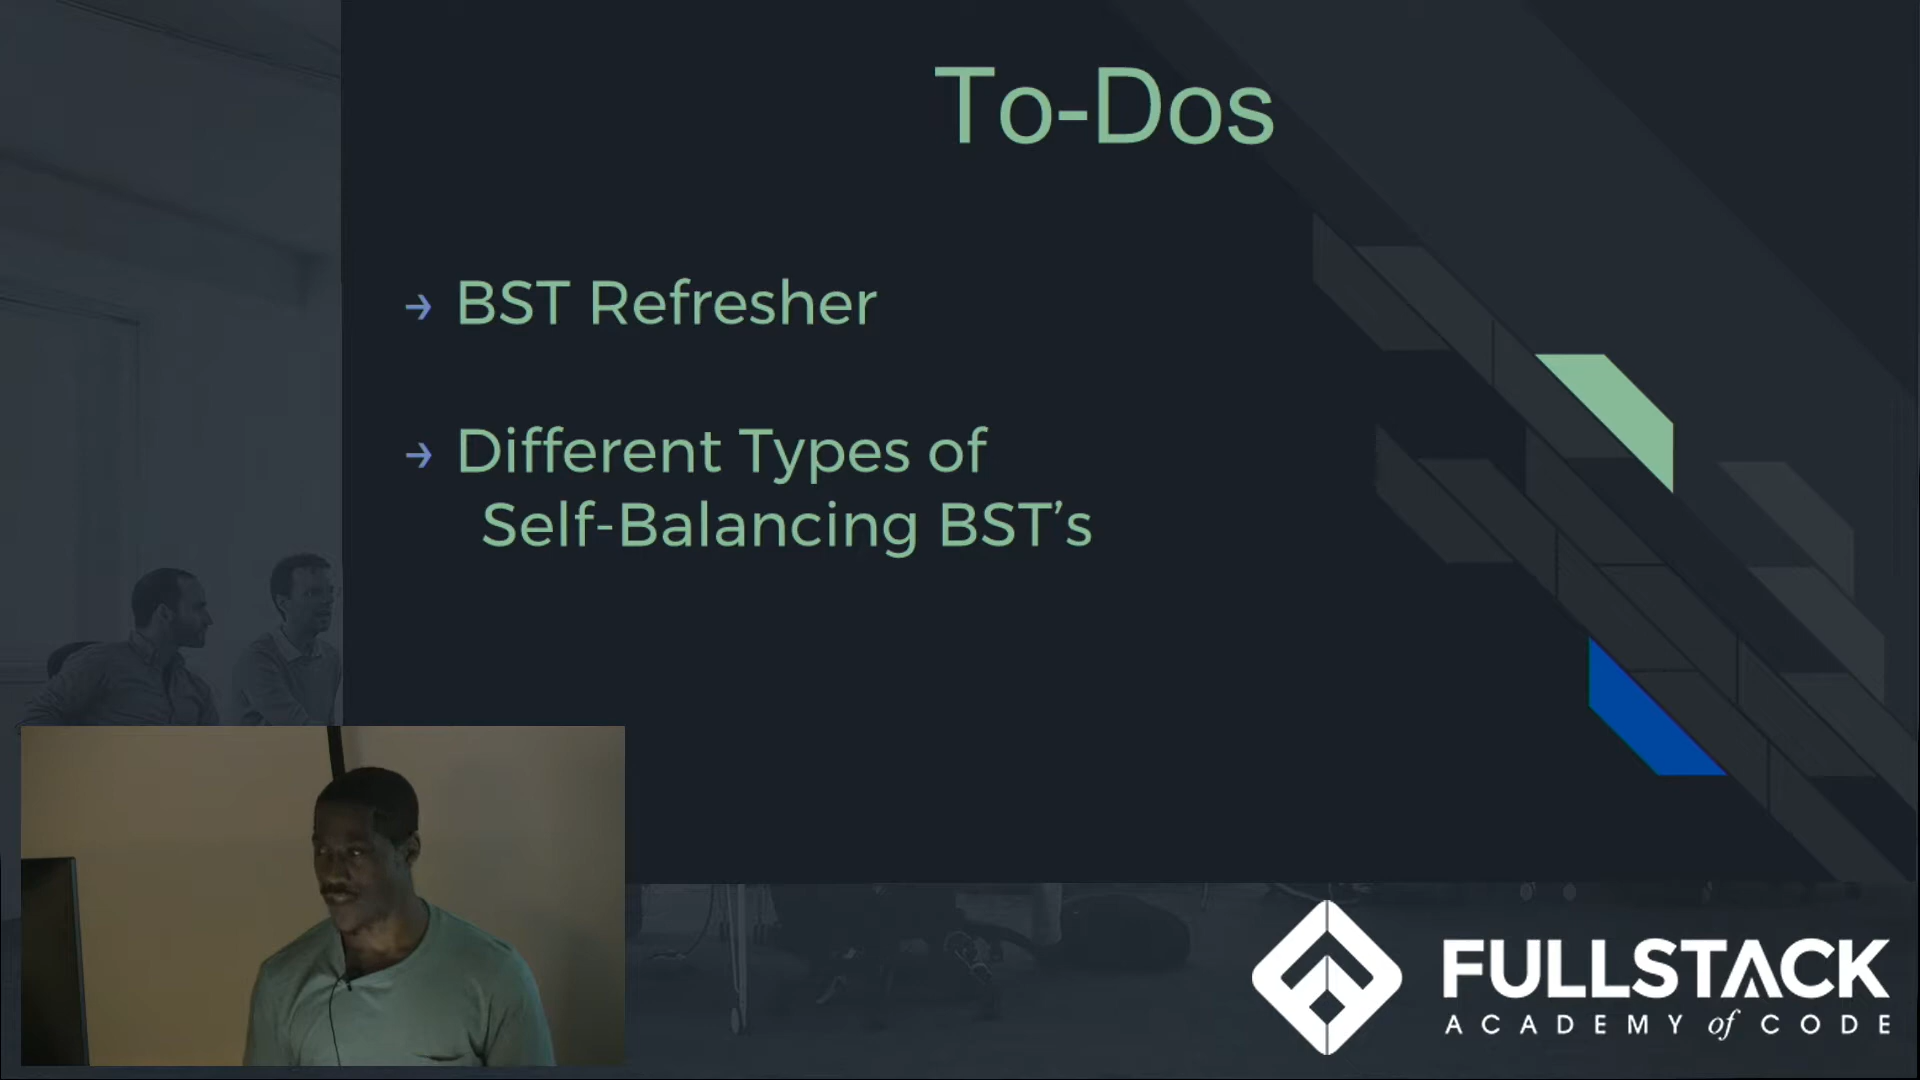 To-Dos
→ BST Refresher
→ Different Types of
Self-Balancing BST’s
FULLSTACK
ACADEMY of CODE